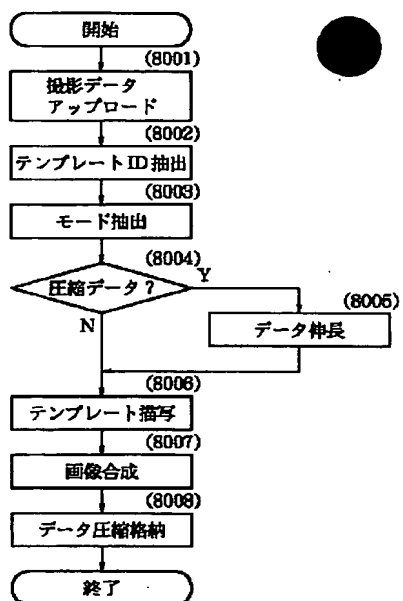 開始
(8001)
撮影データ
アップロード
(8002)
テンプレートID抽出
(8003)
モード抽出
(8004)
圧縮データ？
Y
(8005)
データ伸長
N
(8006)
テンプレート描写
(8007)
画像合成
(8008)
データ圧縮格納
終了